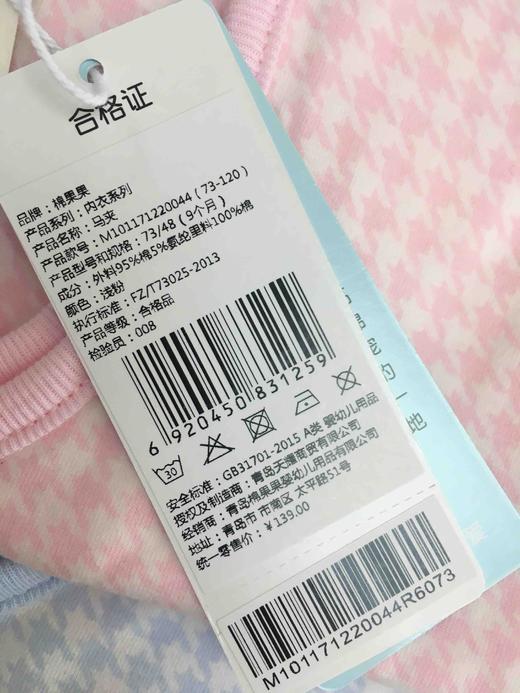 合格证
品牌：棉果果
产品系列：内衣系列
产品名称：马夹
产品款号：M101171220044（73-120）
产品型号和规格：73/48（9个月）
成分：外料95%棉5%氨纶里料100%棉
颜色：浅粉
执行标准：FZ/T73025-2013
产品等级：合格品
检验员：008
6 920450 831259
30
安全标准：GB31701-2015 A类 婴幼儿用品
授权及制造商：青岛天耀商贸有限公司
经销商：青岛棉果果婴幼儿用品有限公司
地址：青岛市 市南区 太平路51号
统一零售价：￥139.00
M101171220044R6073
的
一
地